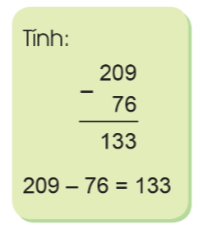 Tính:
209
–
76
133
209 – 76 = 133